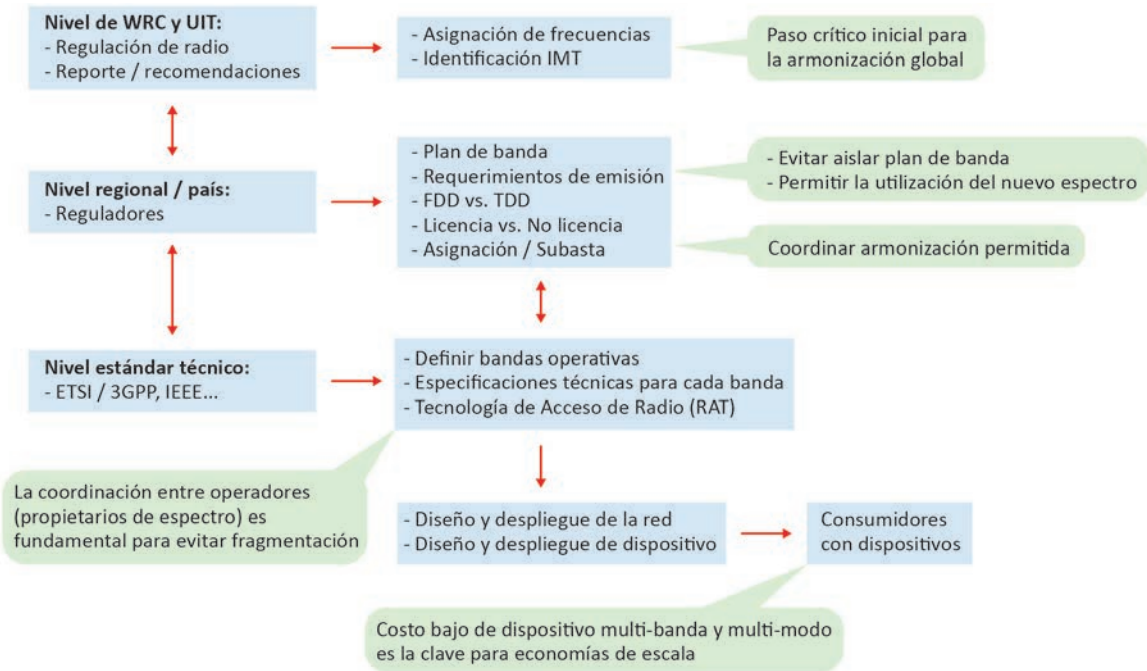 Nivel de WRC y UIT:
- Regulación de radio
- Reporte / recomendaciones
- Asignación de frecuencias
- Identificación IMT
Paso crítico inicial para
la armonización global
Nivel regional / país:
- Reguladores
- Plan de banda
- Requerimientos de emisión
- FDD vs. TDD
- Licencia vs. No licencia
- Asignación / Subasta
- Evitar aislar plan de banda
- Permitir la utilización del nuevo espectro
Coordinar armonización permitida
Nivel estándar técnico:
- ETSI / 3GPP, IEEE...
- Definir bandas operativas
- Especificaciones técnicas para cada banda
- Tecnología de Acceso de Radio (RAT)
La coordinación entre operadores
(propietarios de espectro) es
fundamental para evitar fragmentación
- Diseño y despliegue de la red
- Diseño y despliegue de dispositivo
Consumidores
con dispositivos
Costo bajo de dispositivo multi-banda y multi-modo
es la clave para economías de escala